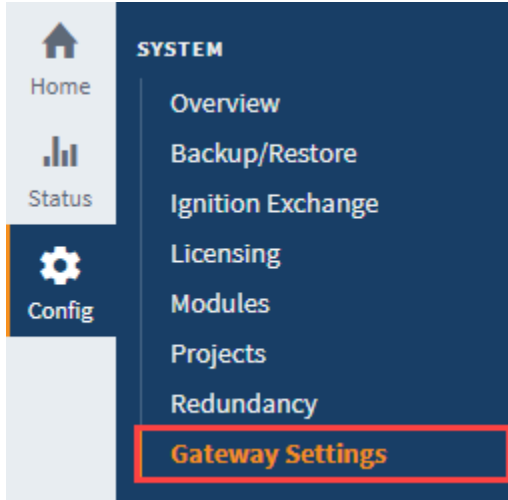 Home
Status
Config
SYSTEM
Overview
Backup/Restore
Ignition Exchange
Licensing
Modules
Projects
Redundancy
Gateway Settings